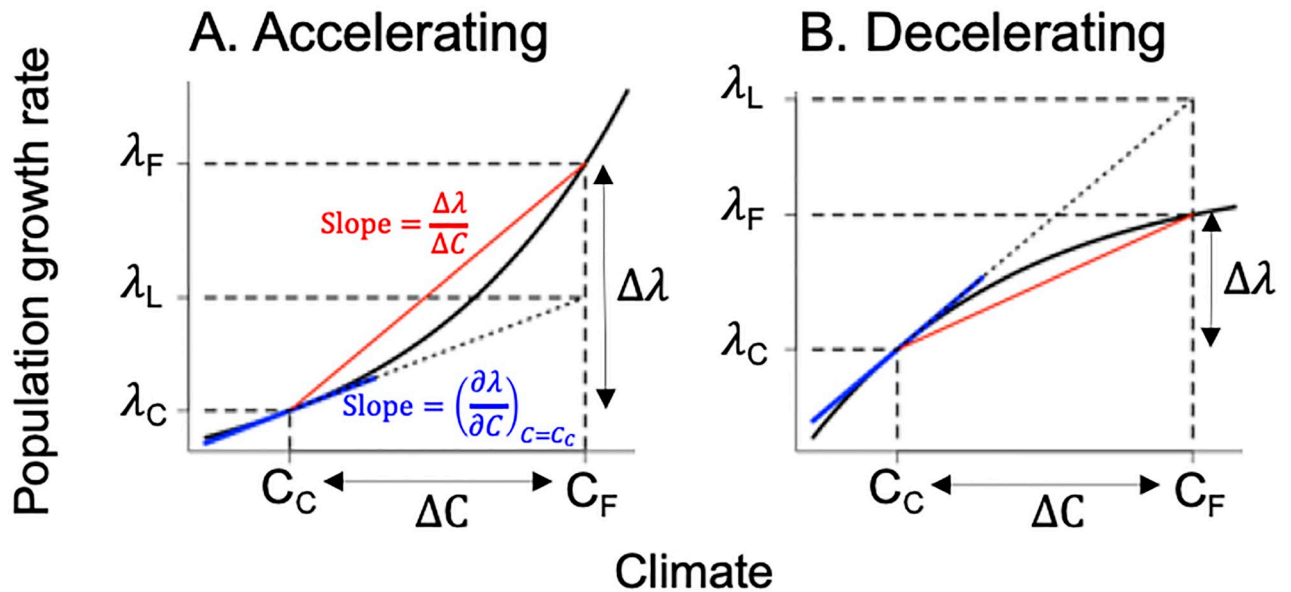 A. Accelerating
B. Decelerating
Population growth rate
λF
λL
λC
Slope = Δλ/ΔC
Slope = (∂λ/∂C)C=CC
Δλ
CC
ΔC
CF
λL
λF
λC
Δλ
CC
ΔC
CF
Climate